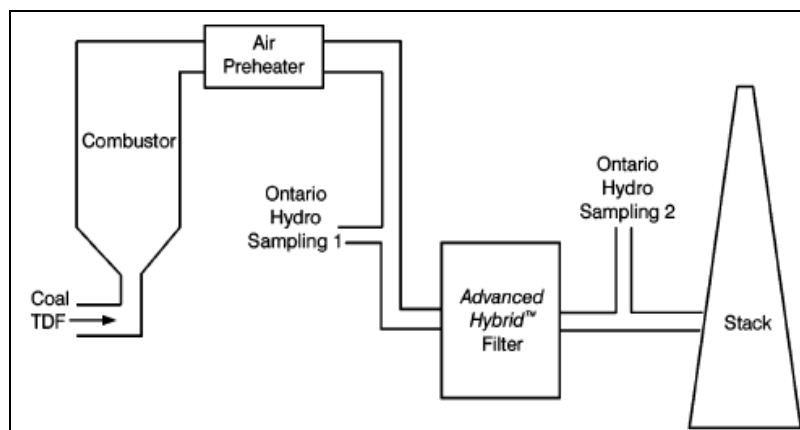 Air
Preheater
Combustor
Ontario
Hydro
Sampling 1
Ontario
Hydro
Sampling 2
Coal
TDF
Advanced
Hybrid™
Filter
Stack